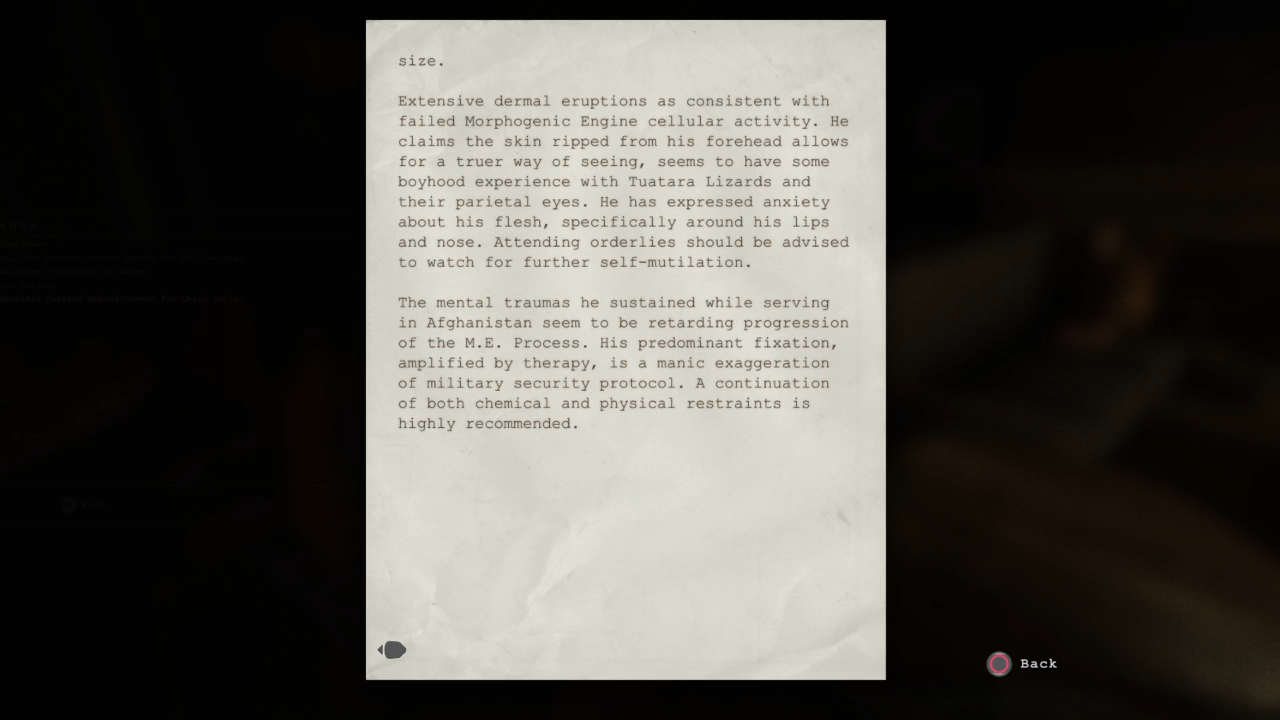 size.
Extensive dermal eruptions as consistent with
failed Morphogenic Engine cellular activity. He
claims the skin ripped from his forehead allows
for a truer way of seeing, seems to have some
boyhood experience with Tuatara Lizards and
their parietal eyes. He has expressed anxiety
about his flesh, specifically around his lips
and nose. Attending orderlies should be advised
to watch for further self-mutilation.
The mental traumas he sustained while serving
in Afghanistan seem to be retarding progression
of the M.E. Process. His predominant fixation,
amplified by therapy, is a manic exaggeration
of military security protocol. A continuation
of both chemical and physical restraints is
highly recommended.
Back